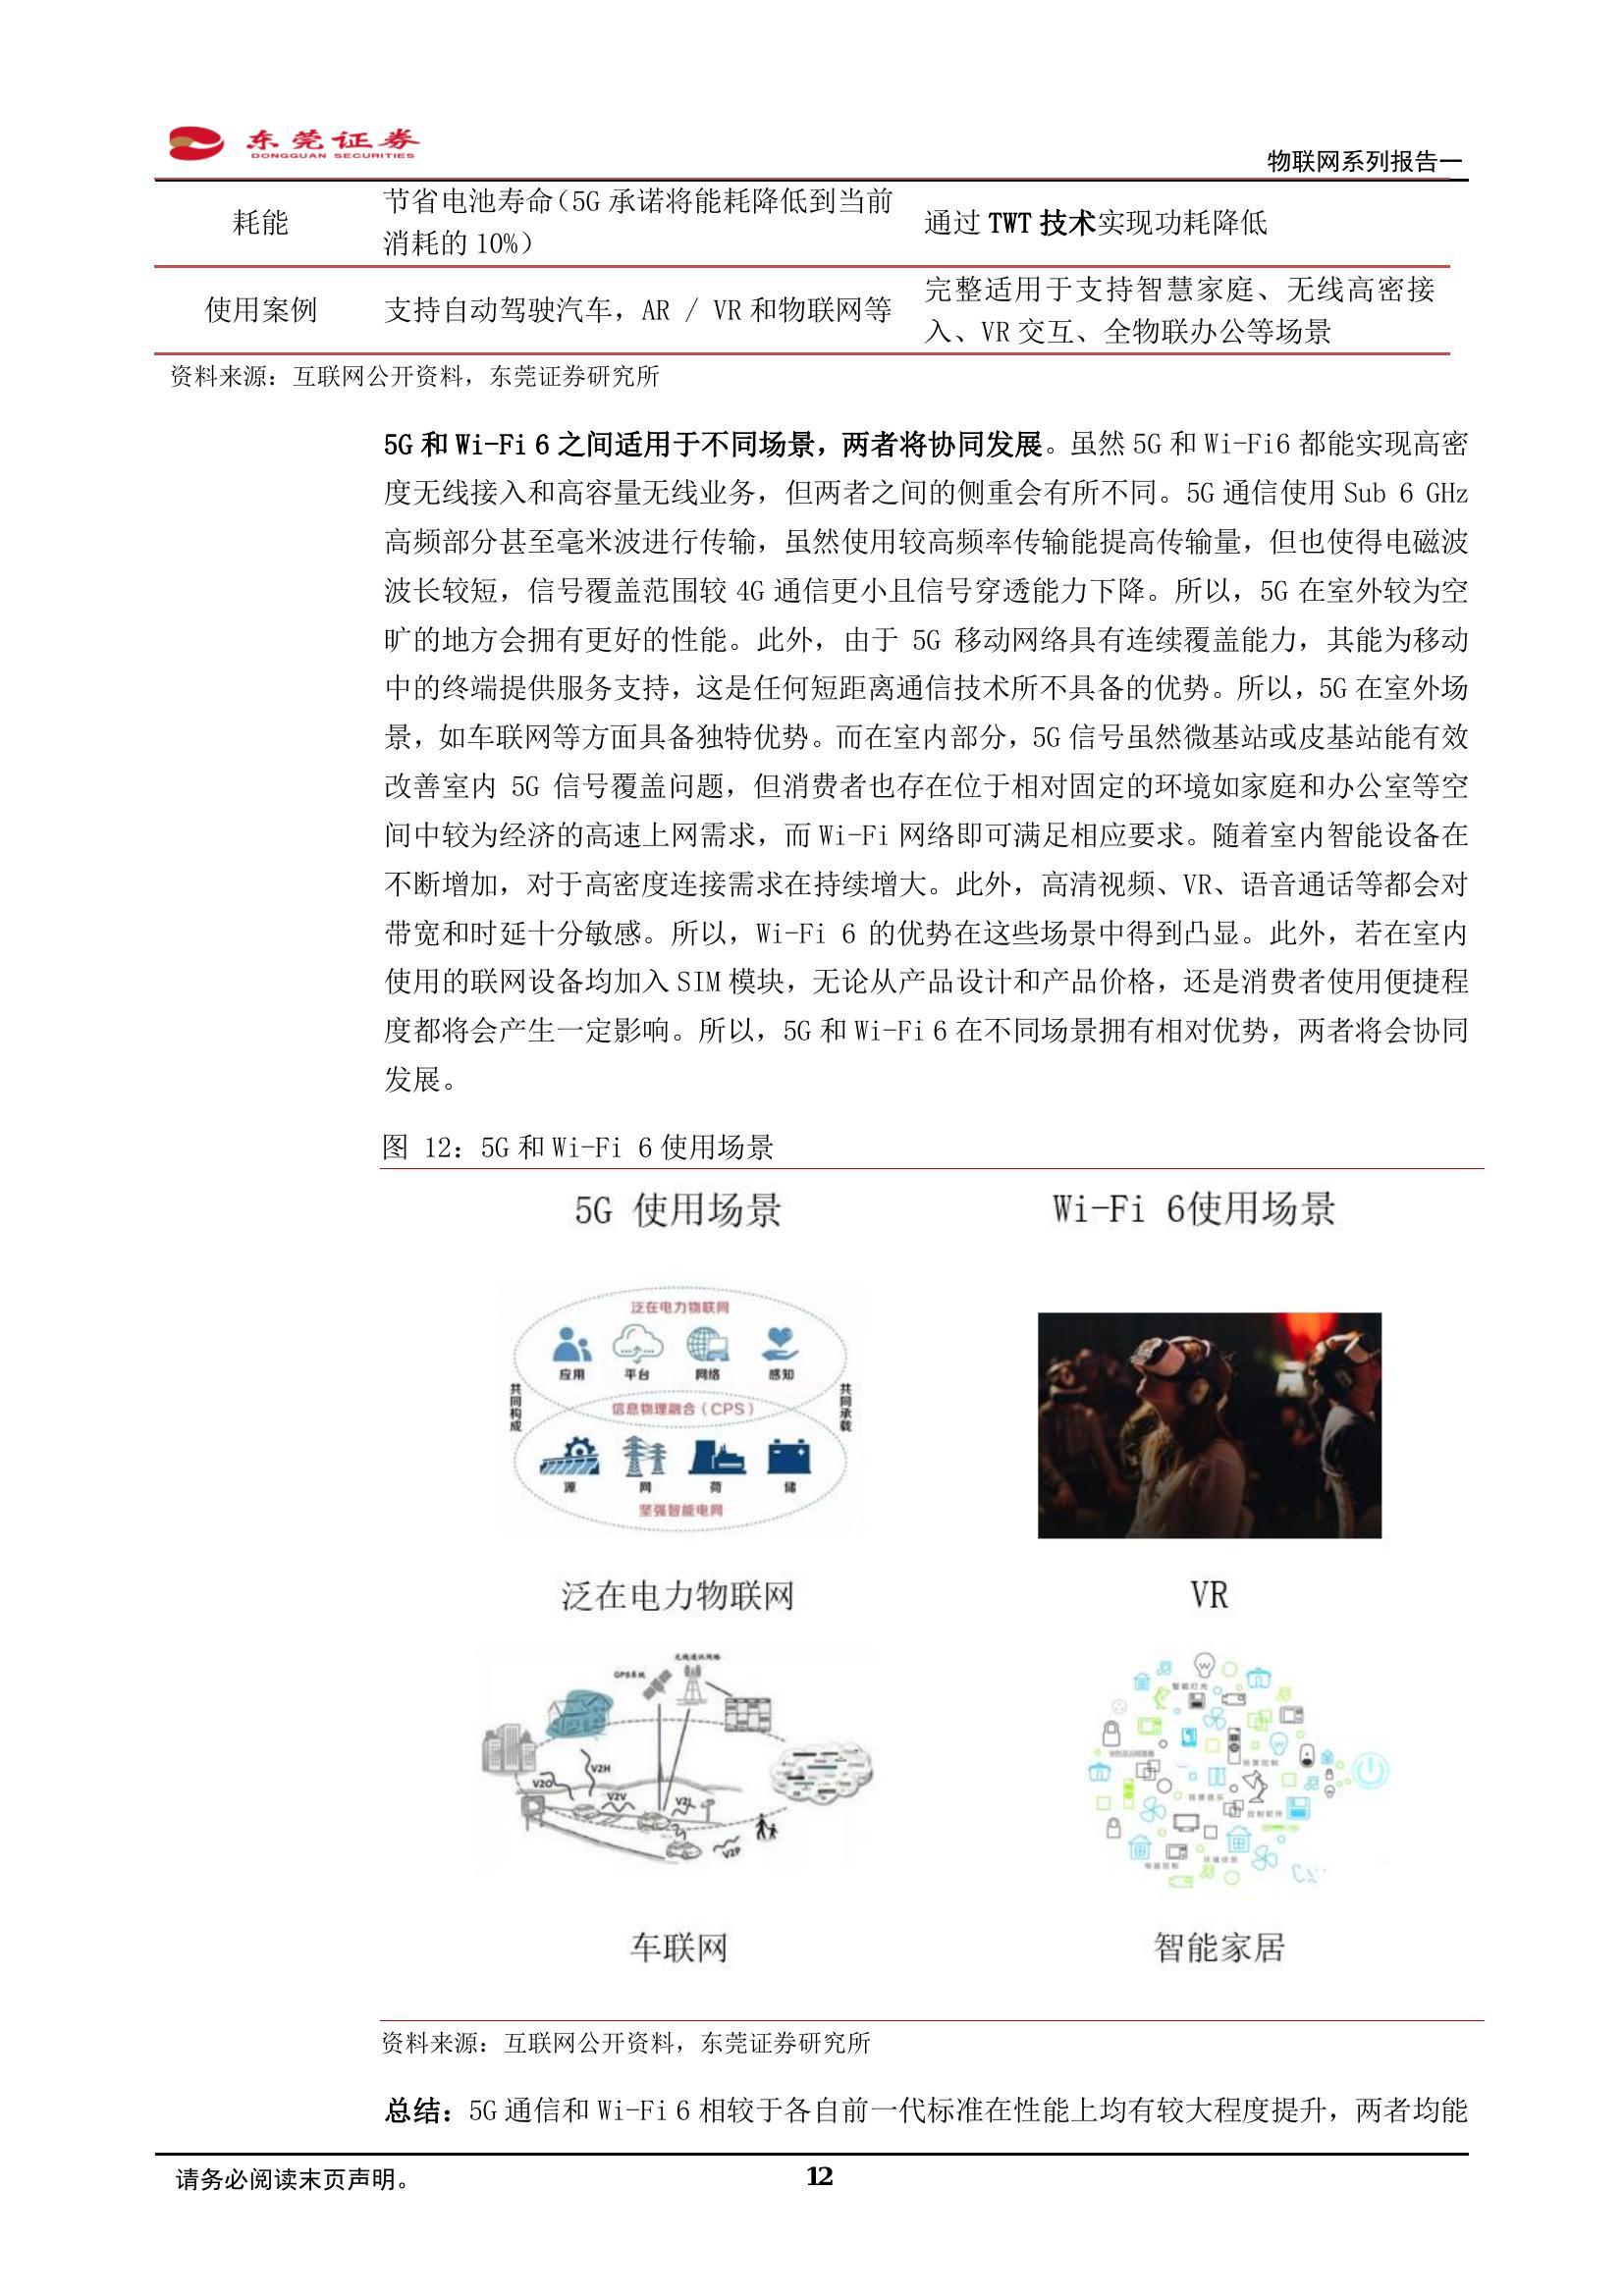 东莞证券
DONGGUAN SECURITIES
物联网系列报告一
耗能
节省电池寿命（5G 承诺将能耗降低到当前
消耗的 10%）
通过 TWT 技术实现功耗降低
使用案例
支持自动驾驶汽车，AR / VR 和物联网等
完整适用于支持智慧家庭、无线高密接
入、VR 交互、全物联办公等场景
资料来源：互联网公开资料，东莞证券研究所
5G 和 Wi-Fi 6 之间适用于不同场景，两者将协同发展。虽然 5G 和 Wi-Fi6 都能实现高密
度无线接入和高容量无线业务，但两者之间的侧重会有所不同。5G 通信使用 Sub 6 GHz
高频部分甚至毫米波进行传输，虽然使用较高频率传输能提高传输量，但也使得电磁波
波长较短，信号覆盖范围较 4G 通信更小且信号穿透能力下降。所以，5G 在室外较为空
旷的地方会拥有更好的性能。此外，由于 5G 移动网络具有连续覆盖能力，其能为移动
中的终端提供服务支持，这是任何短距离通信技术所不具备的优势。所以，5G 在室外场
景，如车联网等方面具备独特优势。而在室内部分，5G 信号虽然微基站或皮基站能有效
改善室内 5G 信号覆盖问题，但消费者也存在位于相对固定的环境如家庭和办公室等空
间中较为经济的高速上网需求，而 Wi-Fi 网络即可满足相应要求。随着室内智能设备在
不断增加，对于高密度连接需求在持续增大。此外，高清视频、VR、语音通话等都会对
带宽和时延十分敏感。所以，Wi-Fi 6 的优势在这些场景中得到凸显。此外，若在室内
使用的联网设备均加入 SIM 模块，无论从产品设计和产品价格，还是消费者使用便捷程
度都将会产生一定影响。所以，5G 和 Wi-Fi 6 在不同场景拥有相对优势，两者将会协同
发展。
图 12：5G 和 Wi-Fi 6 使用场景
5G 使用场景
Wi-Fi 6使用场景
泛在电力物联网
应用
平台
网络
感知
共同构成
共同承载
信息物理融合（CPS）
源
网
荷
储
坚强智能电网
泛在电力物联网
VR
无线通讯网络
GPS系统
V2H
V2O
V2V
V2I
V2P
智能灯光
背景音乐
控制软件
电器控制
车联网
智能家居
资料来源：互联网公开资料，东莞证券研究所
总结：5G 通信和 Wi-Fi 6 相较于各自前一代标准在性能上均有较大程度提升，两者均能
请务必阅读末页声明。
12